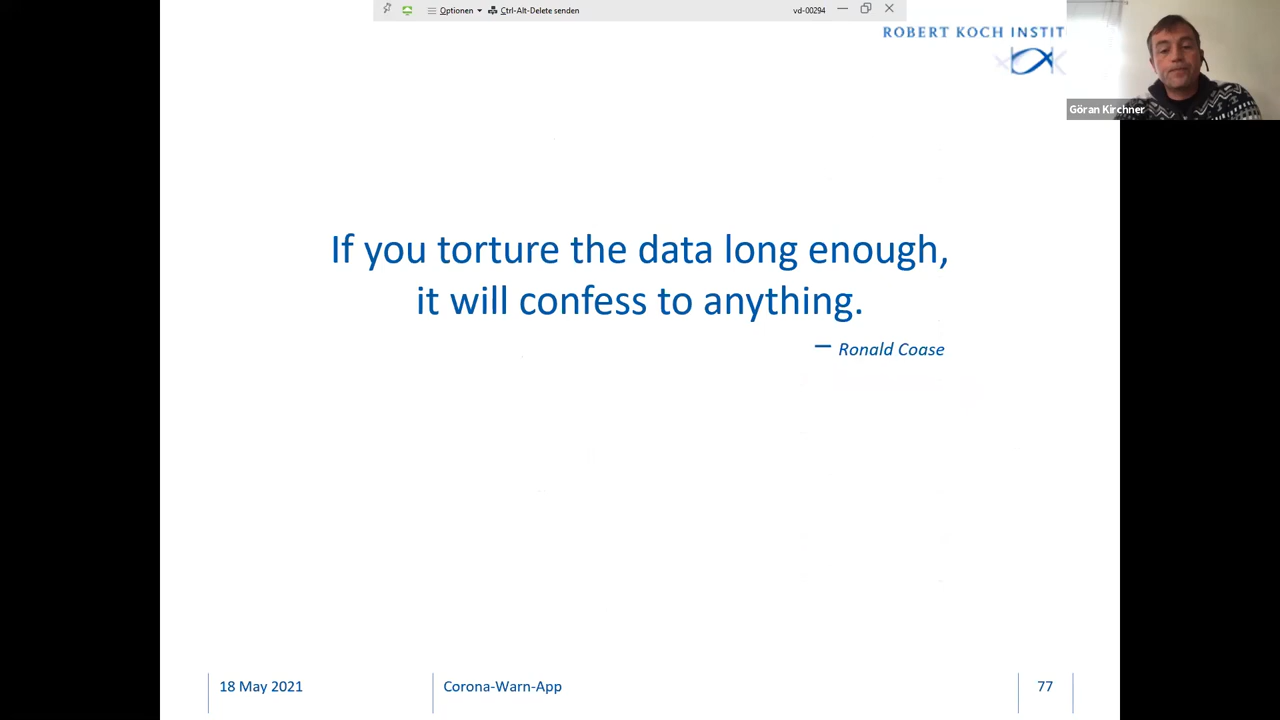 Optionen
Ctrl-Alt-Delete senden
vd-00294
ROBERT KOCH INSTIT
Göran Kirchner
If you torture the data long enough,
it will confess to anything.
– Ronald Coase
18 May 2021
Corona-Warn-App
77